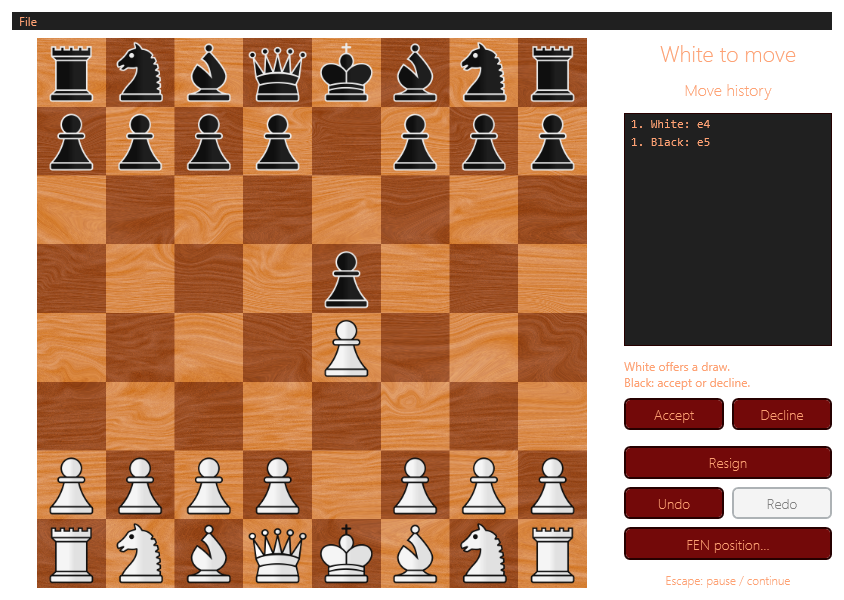 File
White to move
Move history
1. White: e4
1. Black: e5
White offers a draw.
Black: accept or decline.
Accept
Decline
Resign
Undo
Redo
FEN position...
Escape: pause / continue